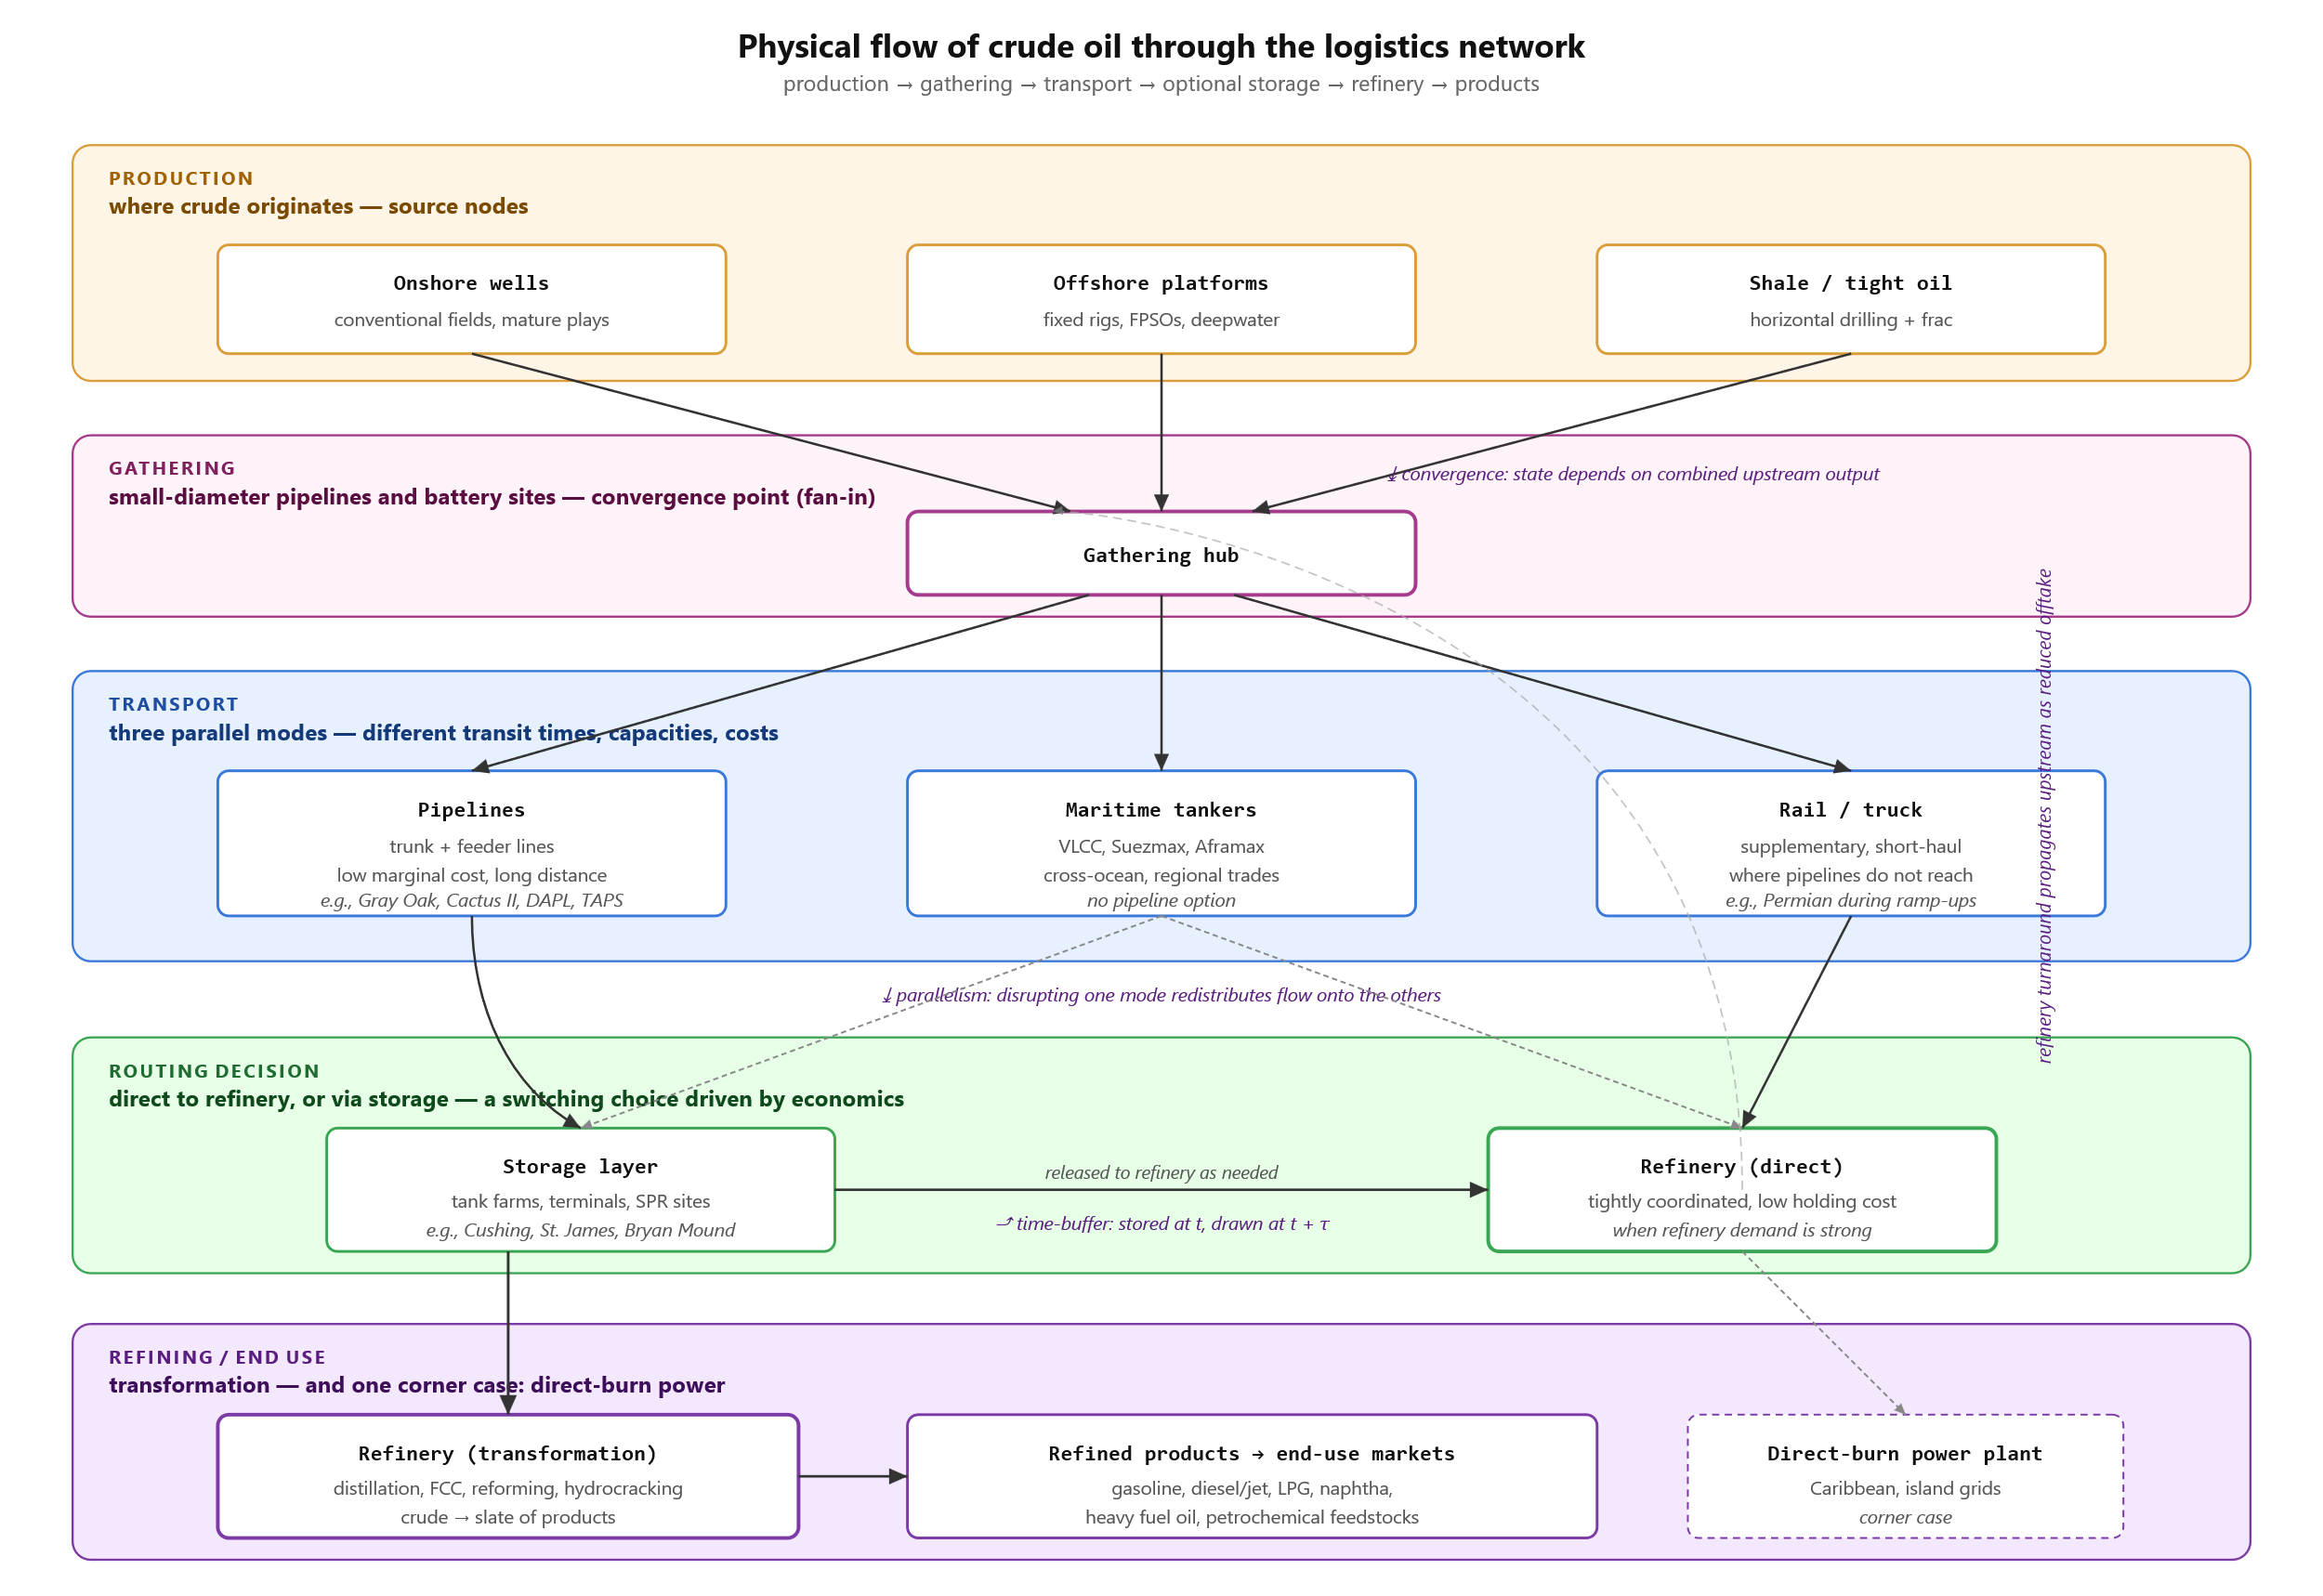 Physical flow of crude oil through the logistics network
production → gathering → transport → optional storage → refinery → products
PRODUCTION
where crude originates — source nodes
Onshore wells
conventional fields, mature plays
Offshore platforms
fixed rigs, FPSOs, deepwater
Shale / tight oil
horizontal drilling + frac
GATHERING
small-diameter pipelines and battery sites — convergence point (fan-in)
↓ convergence: state depends on combined upstream output
Gathering hub
refinery turnaround propagates upstream as reduced offtake
TRANSPORT
three parallel modes — different transit times, capacities, costs
Pipelines
trunk + feeder lines
low marginal cost, long distance
e.g., Gray Oak, Cactus II, DAPL, TAPS
Maritime tankers
VLCC, Suezmax, Aframax
cross-ocean, regional trades
no pipeline option
Rail / truck
supplementary, short-haul
where pipelines do not reach
e.g., Permian during ramp-ups
↓ parallelism: disrupting one mode redistributes flow onto the others
ROUTING DECISION
direct to refinery, or via storage — a switching choice driven by economics
Storage layer
tank farms, terminals, SPR sites
e.g., Cushing, St. James, Bryan Mound
released to refinery as needed
⤴ time-buffer: stored at t, drawn at t + τ
Refinery (direct)
tightly coordinated, low holding cost
when refinery demand is strong
REFINING / END USE
transformation — and one corner case: direct-burn power
Refinery (transformation)
distillation, FCC, reforming, hydrocracking
crude → slate of products
Refined products → end-use markets
gasoline, diesel/jet, LPG, naphtha,
heavy fuel oil, petrochemical feedstocks
Direct-burn power plant
Caribbean, island grids
corner case